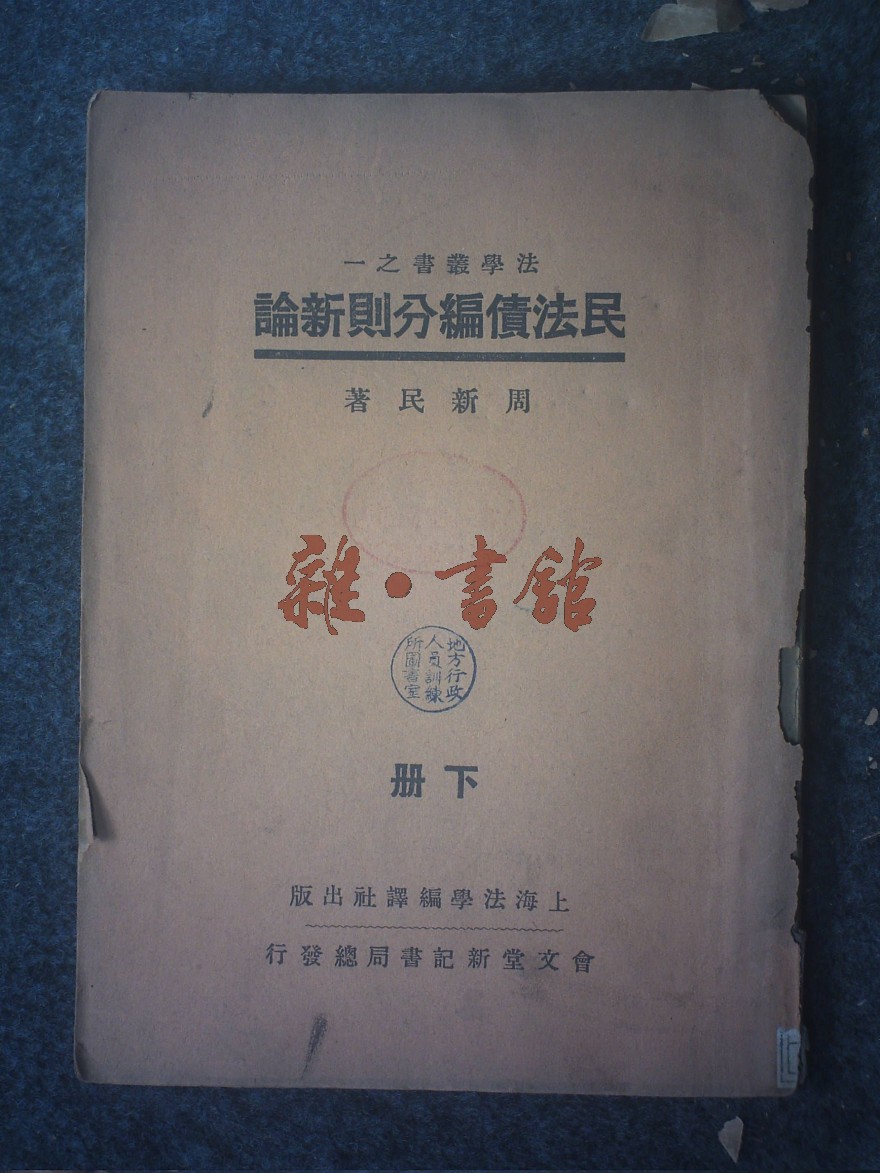 法學叢書之一
民法債編分則新論
周新民著
雜·書館
地方行政
人員訓練
所圖書室
下册
上海法學編譯社出版
會文堂新記書局總發行